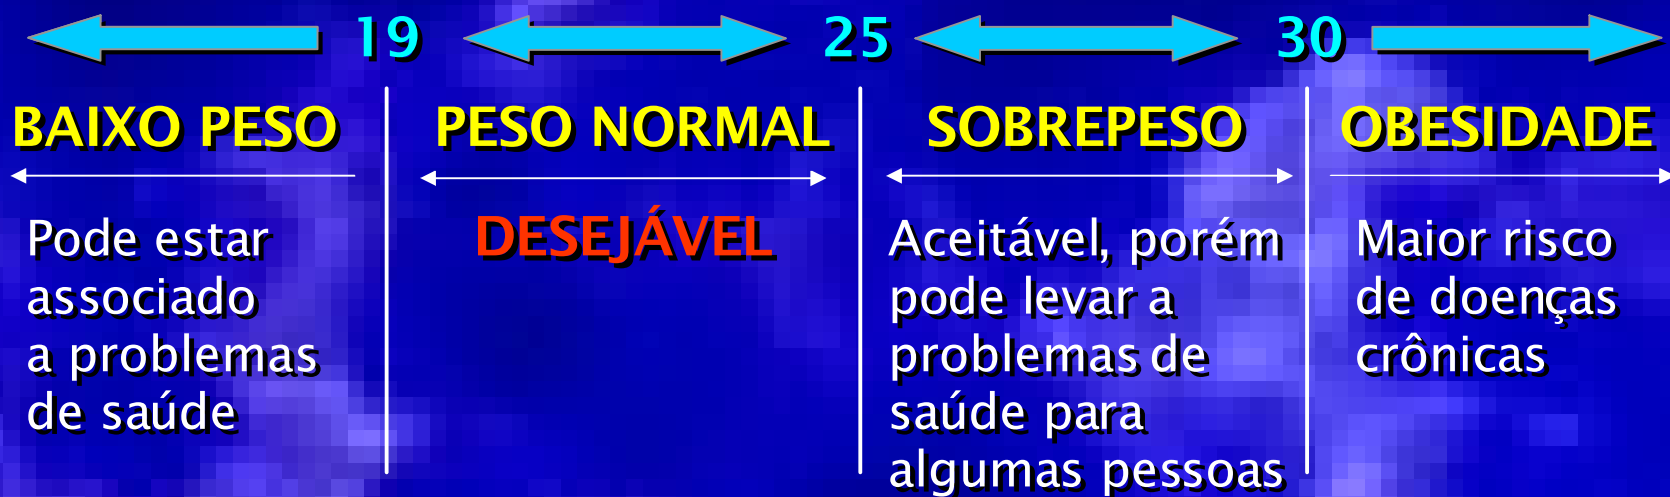 19 25 30
BAIXO PESO PESO NORMAL SOBREPESO OBESIDADE
Pode estar
associado
a problemas
de saúde
DESEJÁVEL
Aceitável, porém
pode levar a
problemas de
saúde para
algumas pessoas
Maior risco
de doenças
crônicas